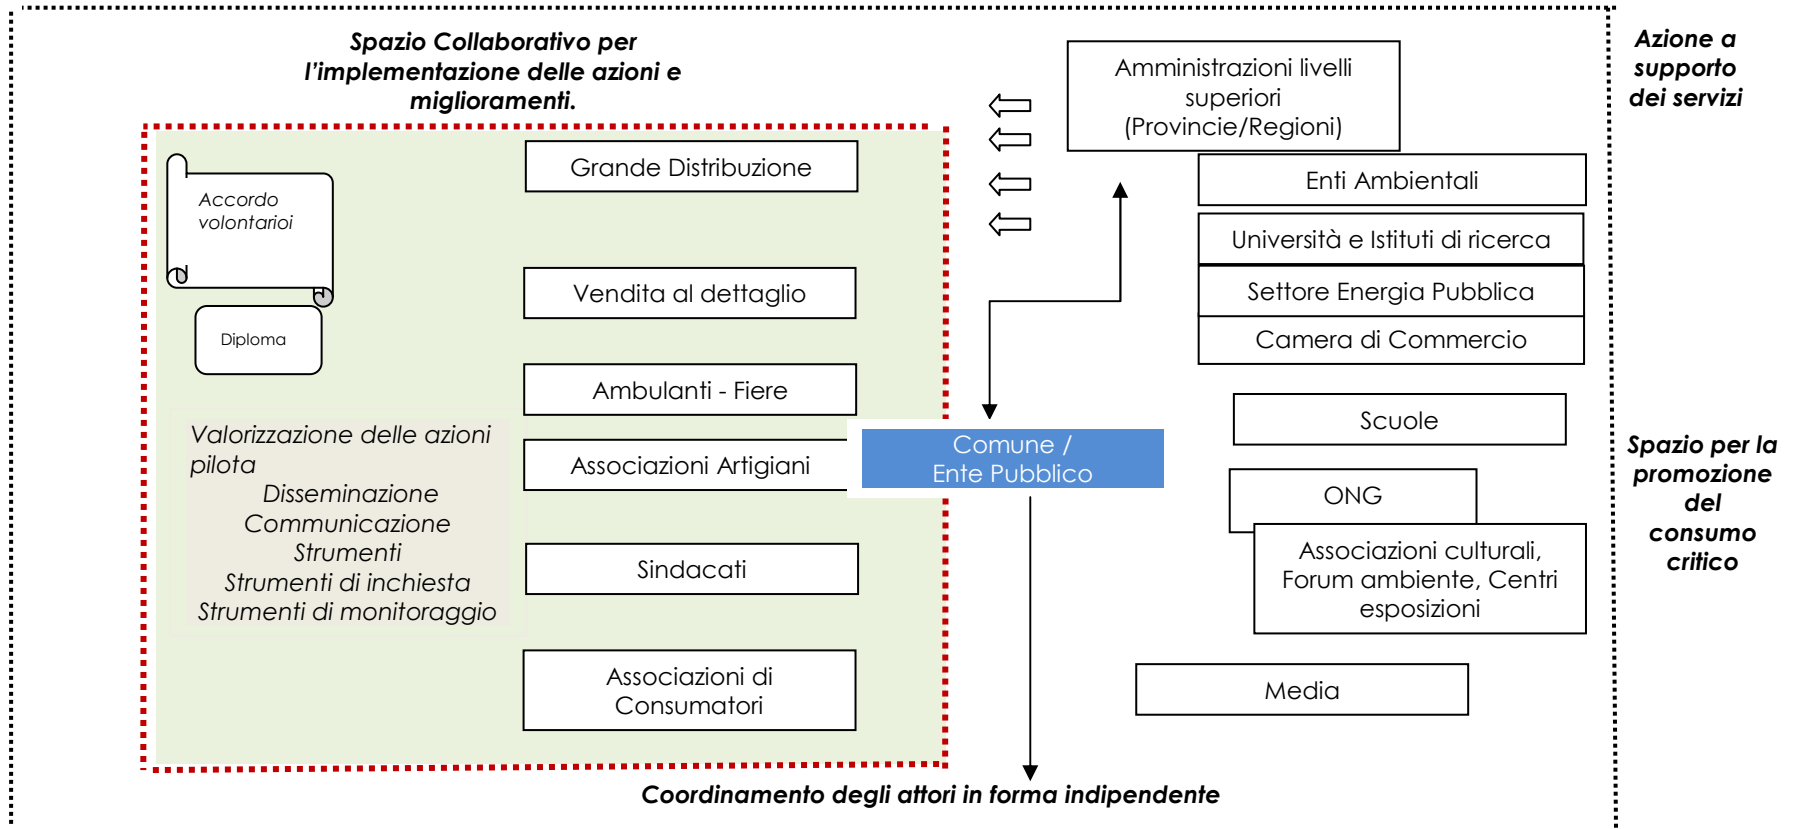 Spazio Collaborativo per
l’implementazione delle azioni e
miglioramenti.
Amministrazioni livelli
superiori
(Provincie/Regioni)
Azione a
supporto
dei servizi
Grande Distribuzione
Enti Ambientali
Accordo
volontarioi
Università e Istituti di ricerca
Vendita al dettaglio
Settore Energia Pubblica
Diploma
Camera di Commercio
Ambulanti - Fiere
Scuole
Valorizzazione delle azioni
pilota
Disseminazione
Communicazione
Strumenti
Strumenti di inchiesta
Strumenti di monitoraggio
Associazioni Artigiani
Comune /
Ente Pubblico
Spazio per la
promozione
del
consumo
critico
ONG
Associazioni culturali,
Forum ambiente, Centri
esposizioni
Sindacati
Associazioni di
Consumatori
Media
Coordinamento degli attori in forma indipendente